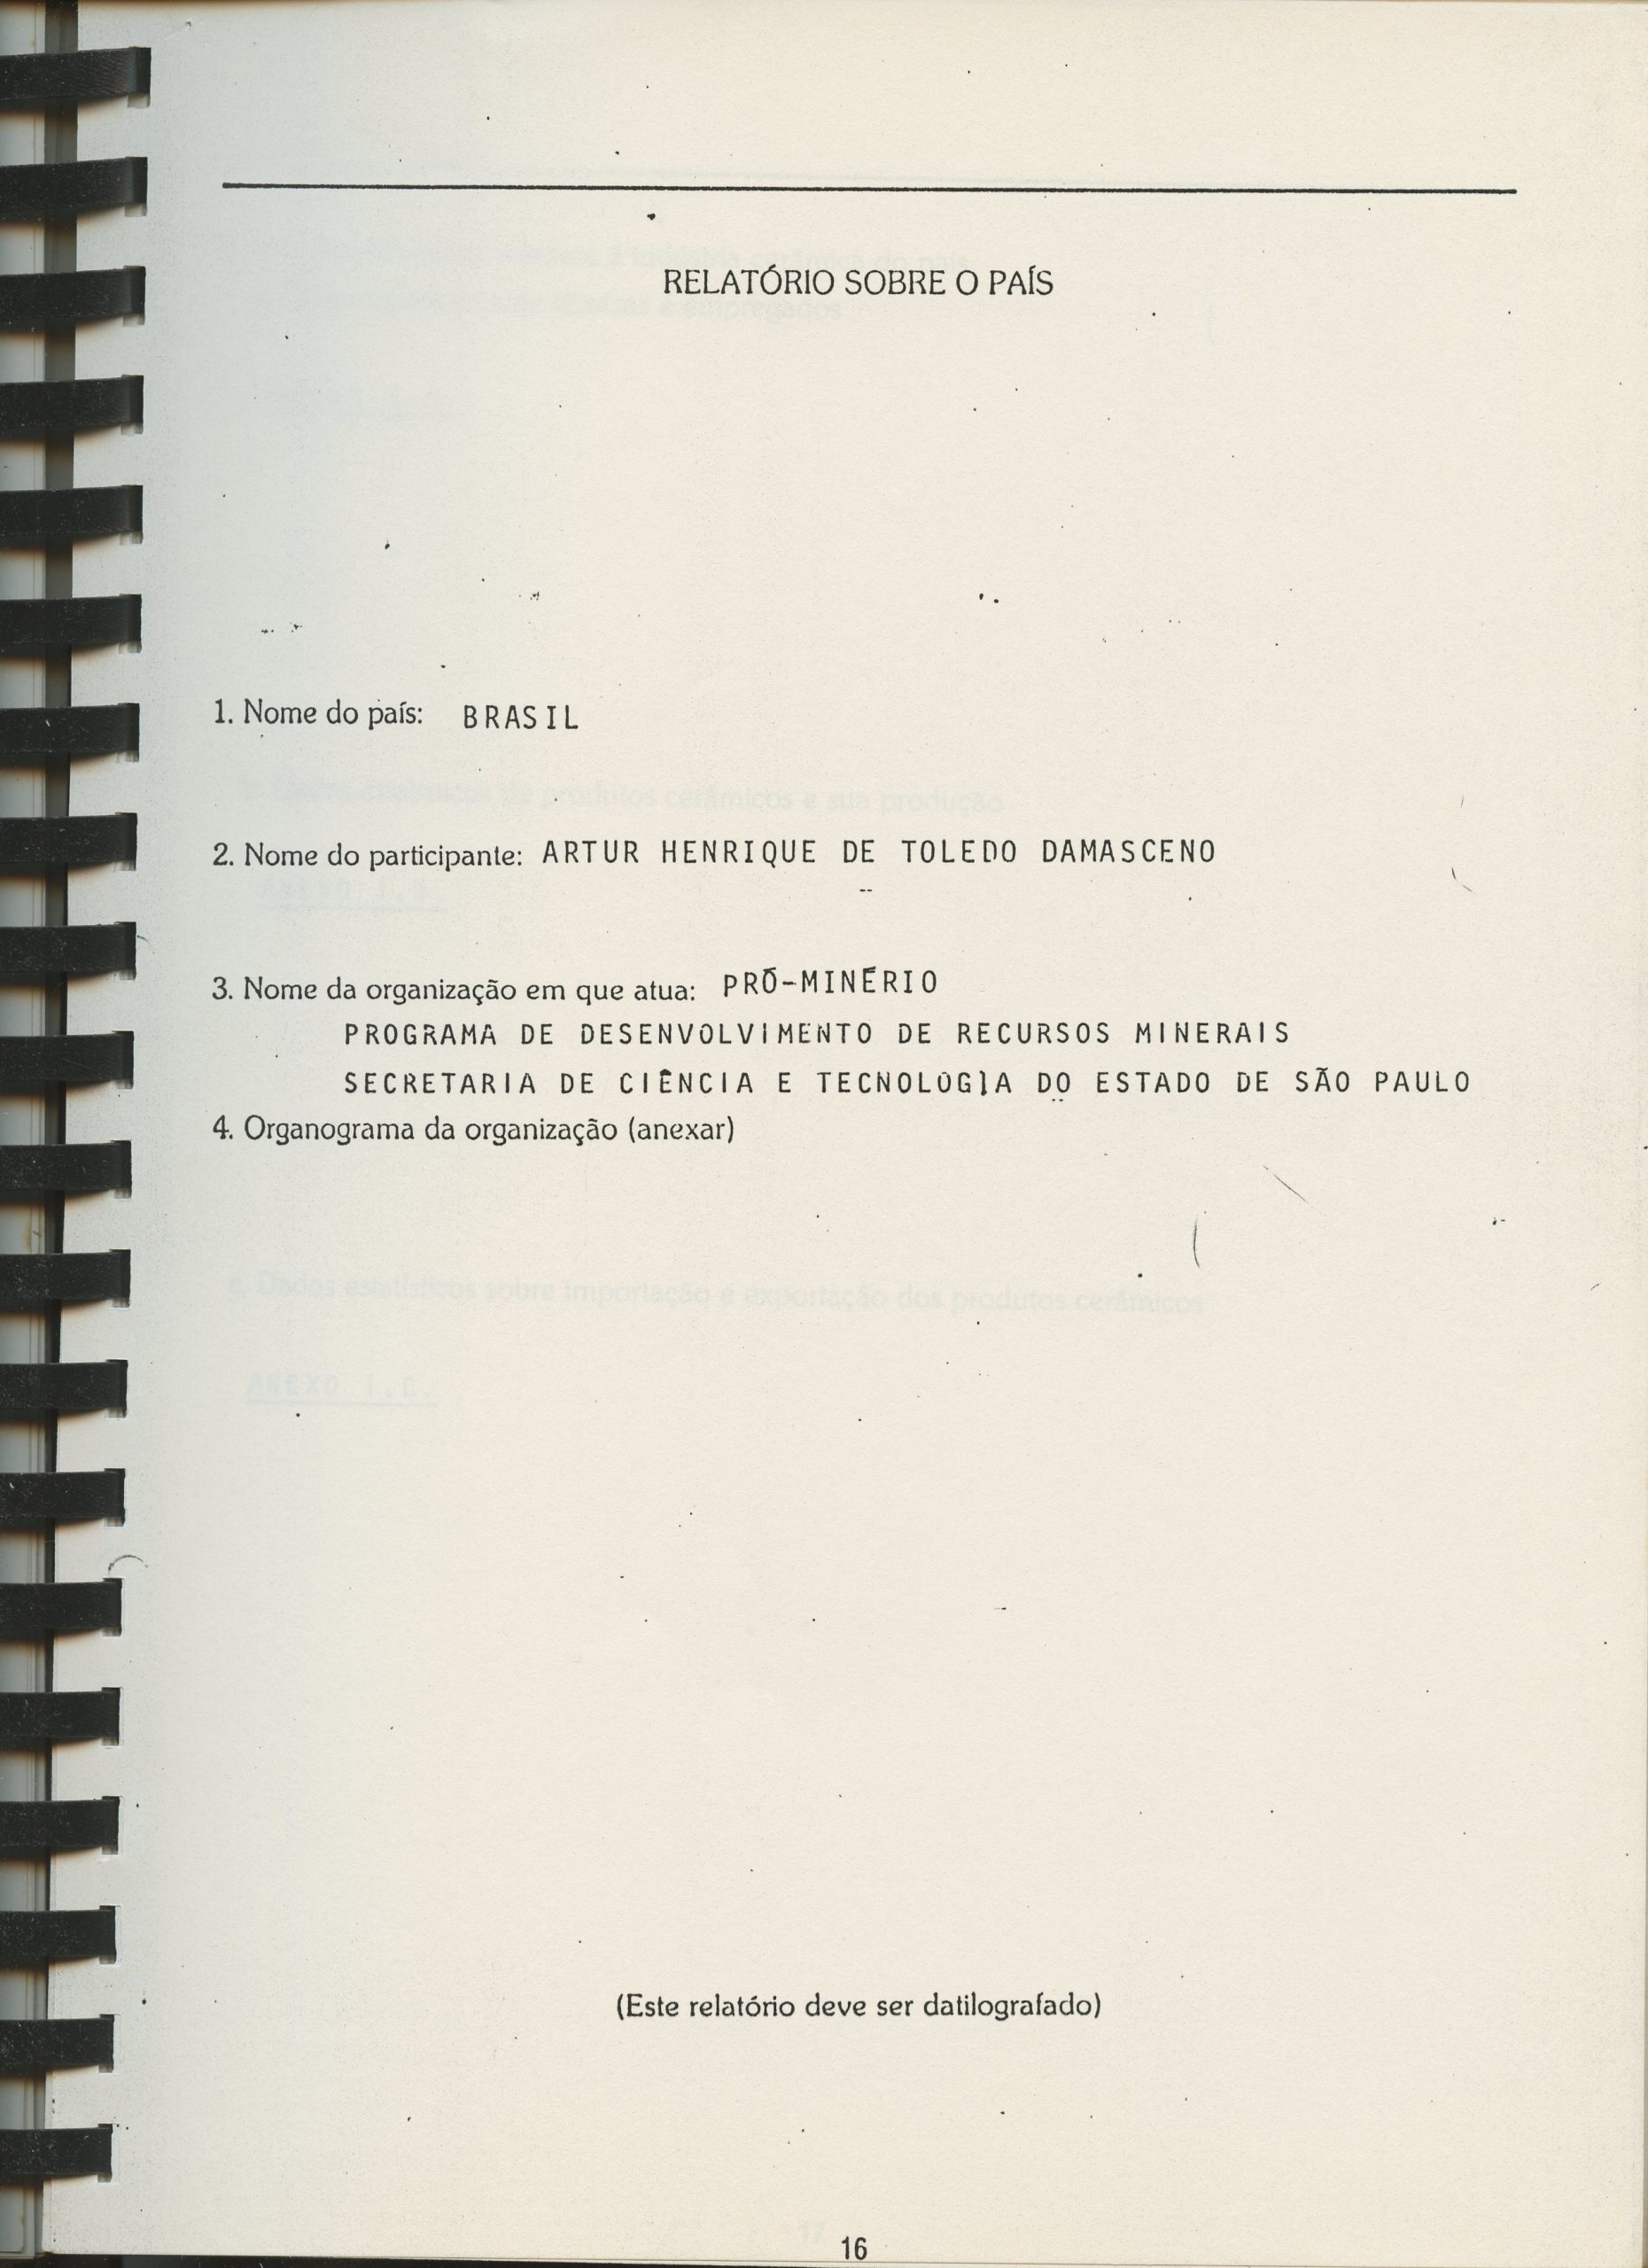 RELATÓRIO SOBRE O PAÍS
1. Nome do país: BRASIL
2. Nome do participante: ARTUR HENRIQUE DE TOLEDO DAMASCENO
3. Nome da organização em que atua: PRÓ-MINÉRIO
PROGRAMA DE DESENVOLVIMENTO DE RECURSOS MINERAIS
SECRETARIA DE CIÊNCIA E TECNOLOGIA DO ESTADO DE SÃO PAULO
4. Organograma da organização (anexar)
(Este relatório deve ser datilografado)
16